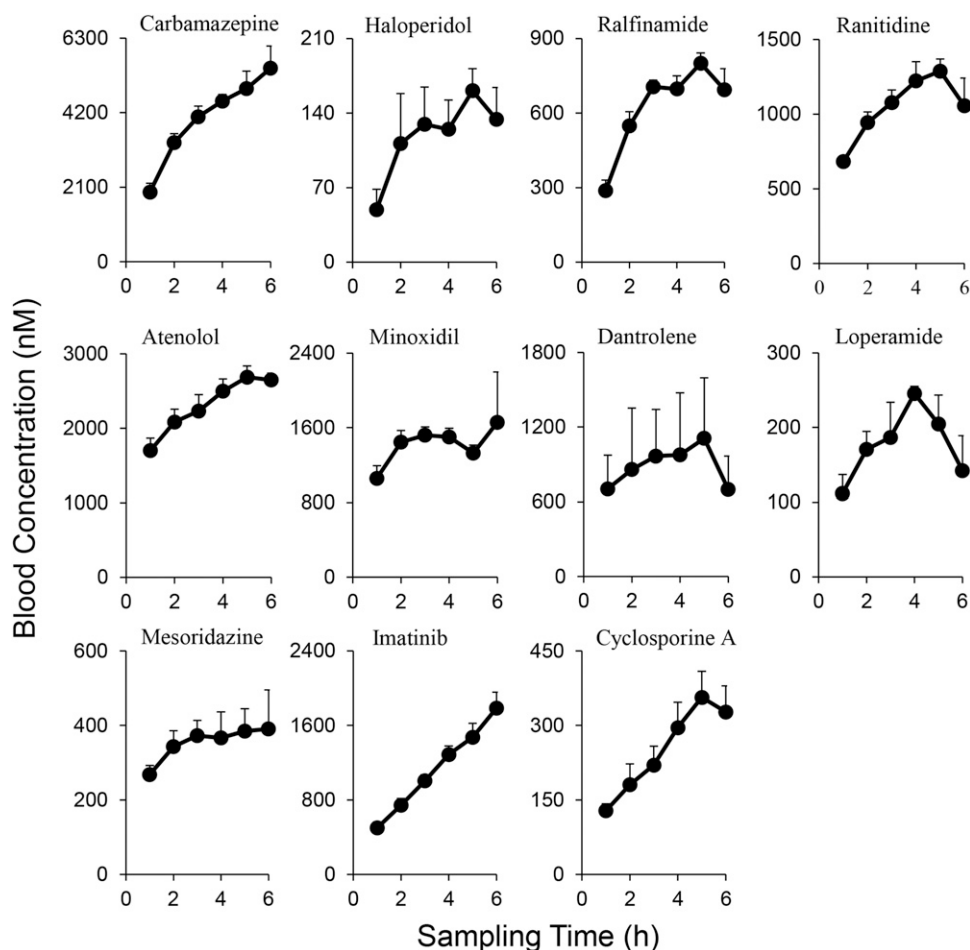 Carbamazepine
6300
4200
2100
0
0 2 4 6
Haloperidol
210
140
70
0
0 2 4 6
Ralfinamide
900
600
300
0
0 2 4 6
Ranitidine
1500
1000
500
0
0 2 4 6
Blood Concentration (nM)
Atenolol
3000
2000
1000
0
0 2 4 6
Minoxidil
2400
1600
800
0
0 2 4 6
Dantrolene
1800
1200
600
0
0 2 4 6
Loperamide
300
200
100
0
0 2 4 6
Mesoridazine
600
400
200
0
0 2 4 6
Imatinib
2400
1600
800
0
0 2 4 6
Cyclosporine A
450
300
150
0
0 2 4 6
Sampling Time (h)